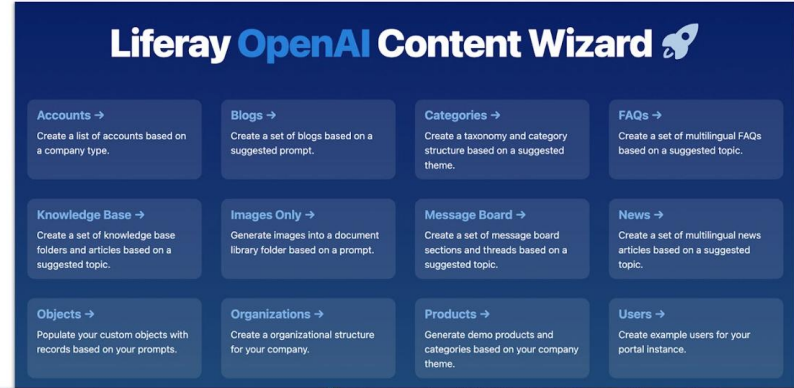 Liferay OpenAI Content Wizard
Accounts →
Create a list of accounts based on
a company type.
Blogs →
Create a set of blogs based on a
suggested prompt.
Categories →
Create a taxonomy and category
structure based on a suggested
theme.
FAQs →
Create a set of multilingual FAQs
based on a suggested topic.
Knowledge Base →
Create a set of knowledge base
folders and articles based on a
suggested topic.
Images Only →
Generate images into a document
library folder based on a prompt.
Message Board →
Create a set of message board
sections and threads based on a
suggested topic.
News →
Create a set of multilingual news
articles based on a suggested
topic.
Objects →
Populate your custom objects with
records based on your prompts.
Organizations →
Create a organizational structure
for your company.
Products →
Generate demo products and
categories based on your company
theme.
Users →
Create example users for your
portal instance.